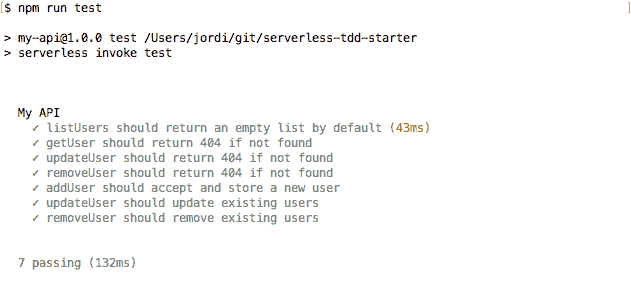 [$ npm run test ]
> my-api@1.0.0 test /Users/jordi/git/serverless-tdd-starter
> serverless invoke test
My API
✓ listUsers should return an empty list by default (43ms)
✓ getUser should return 404 if not found
✓ updateUser should return 404 if not found
✓ removeUser should return 404 if not found
✓ addUser should accept and store a new user
✓ updateUser should update existing users
✓ removeUser should remove existing users
7 passing (132ms)